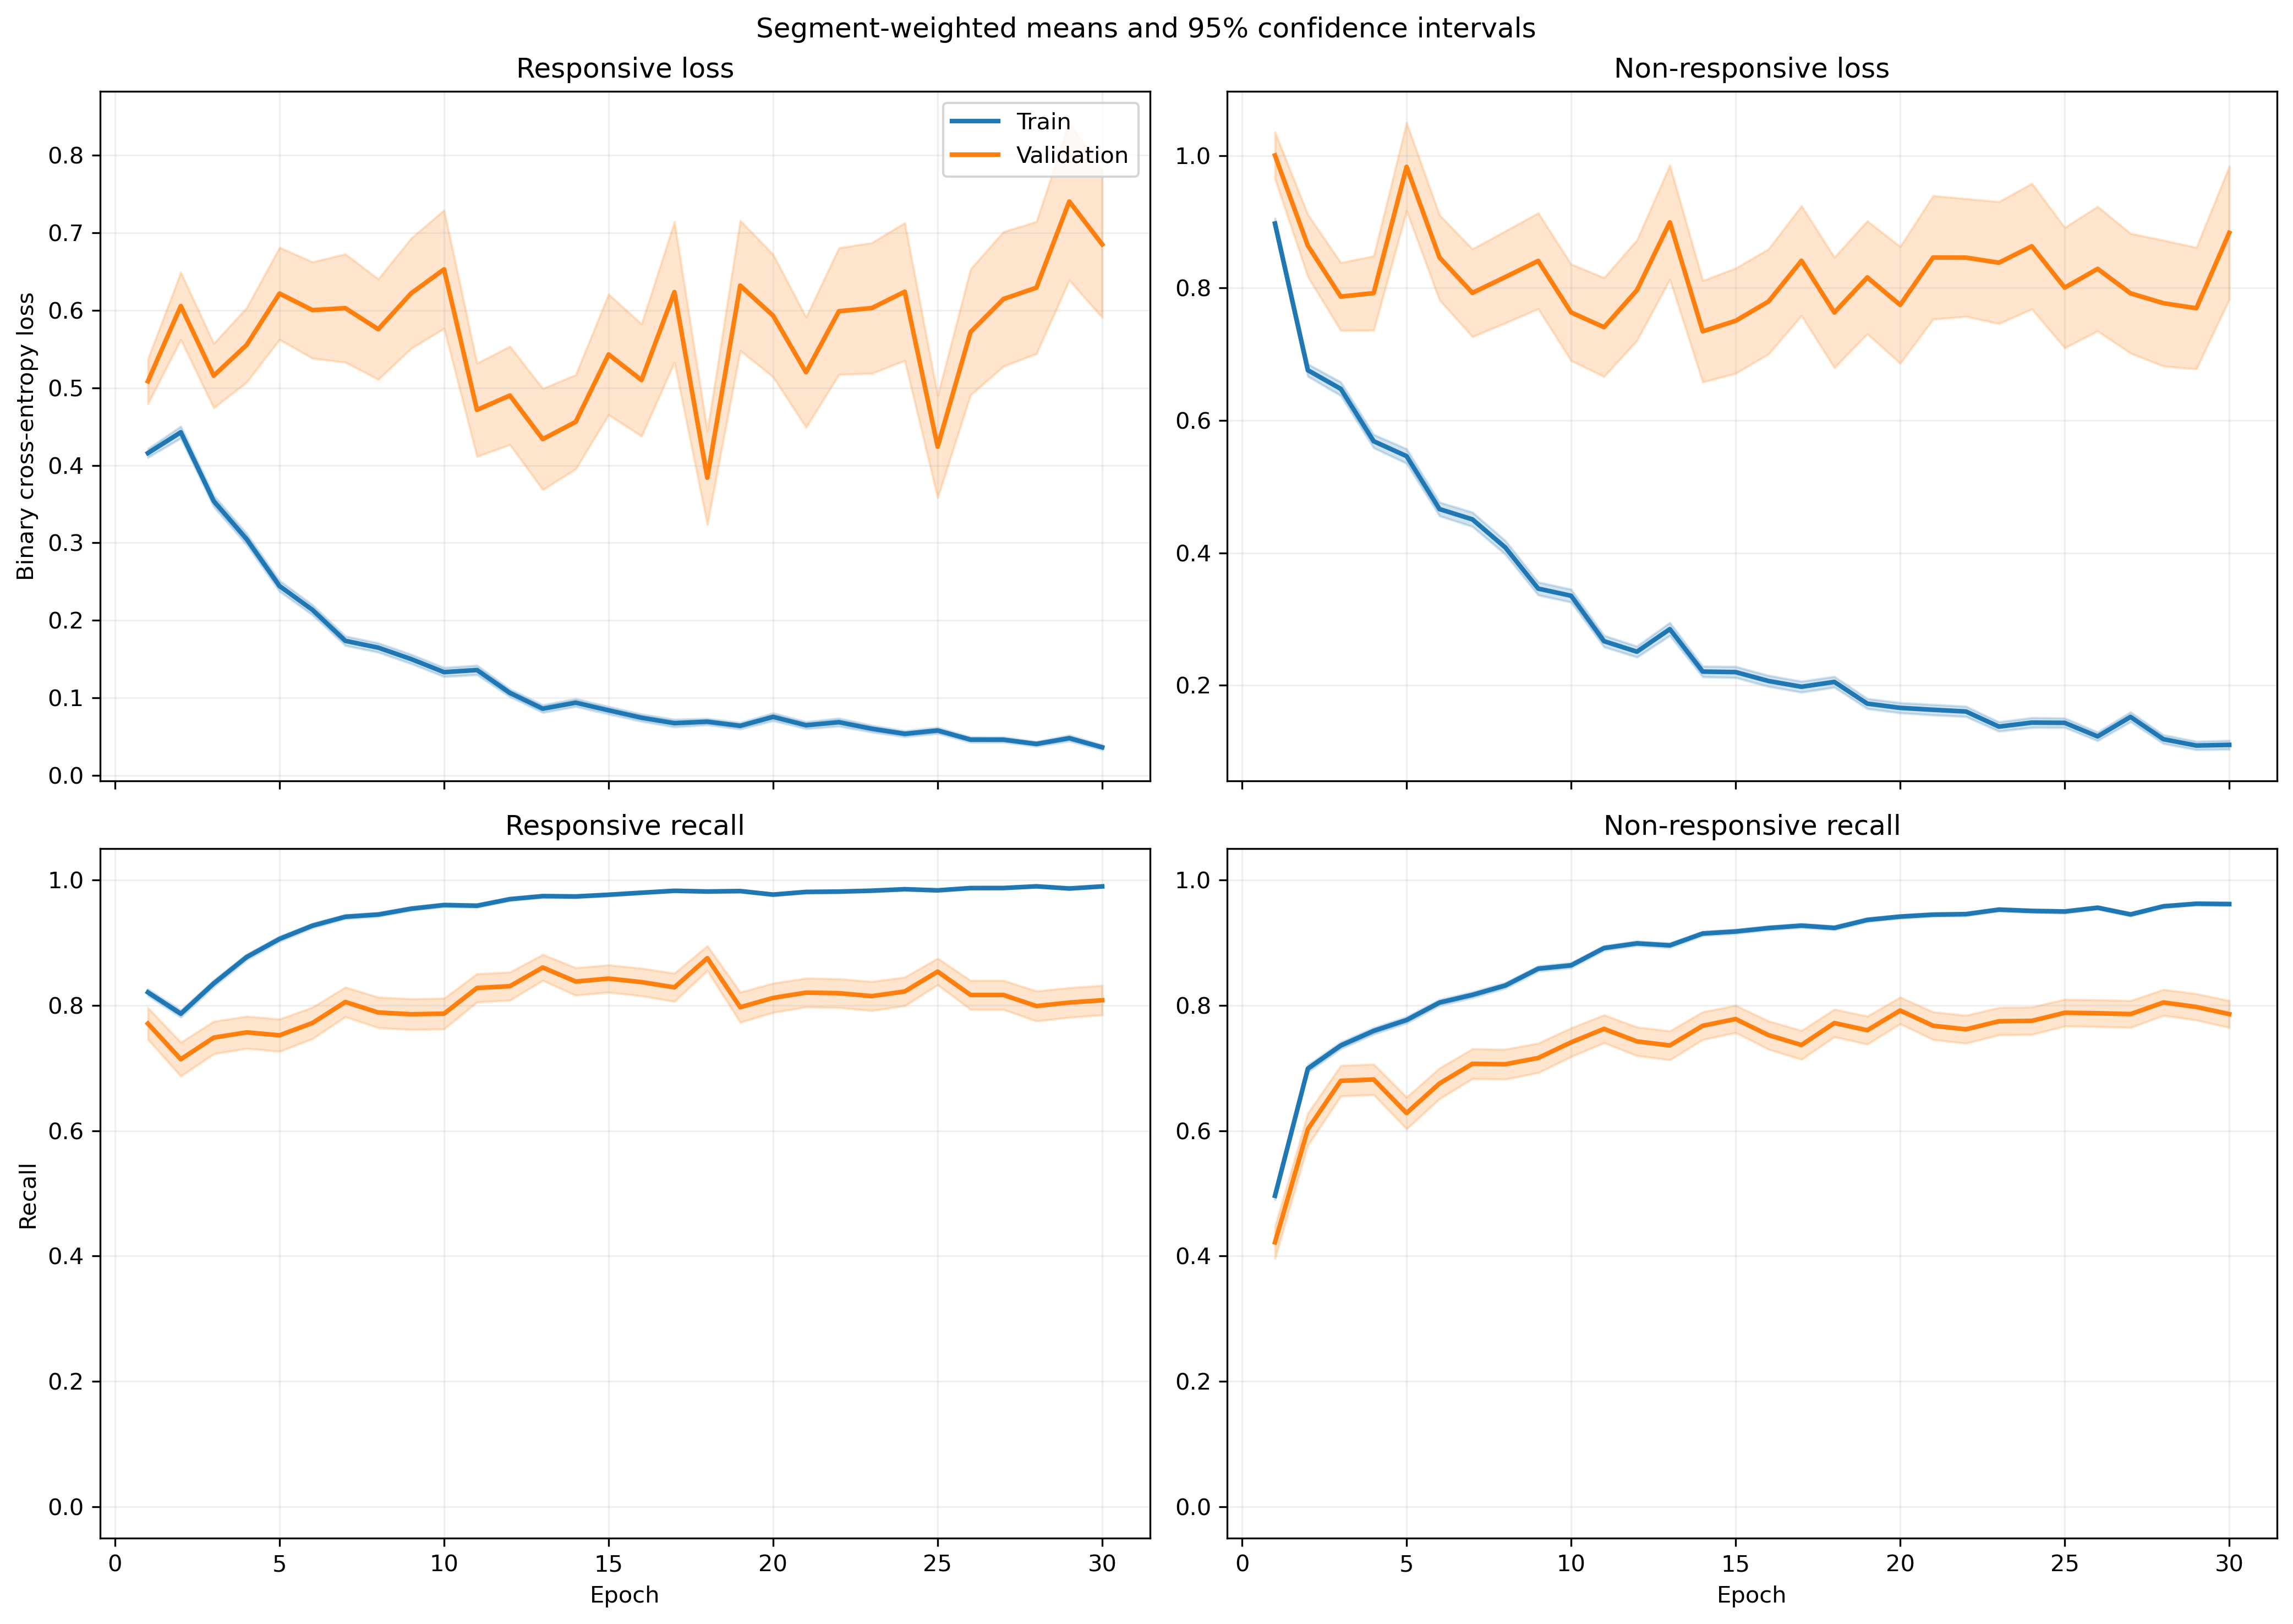 Segment-weighted means and 95% confidence intervals
Responsive loss
Non-responsive loss
Train
Validation
Binary cross-entropy loss
0.8
0.7
0.6
0.5
0.4
0.3
0.2
0.1
0.0
1.0
0.8
0.6
0.4
0.2
Responsive recall
Non-responsive recall
Recall
1.0
0.8
0.6
0.4
0.2
0.0
0 5 10 15 20 25 30
Epoch
1.0
0.8
0.6
0.4
0.2
0.0
0 5 10 15 20 25 30
Epoch